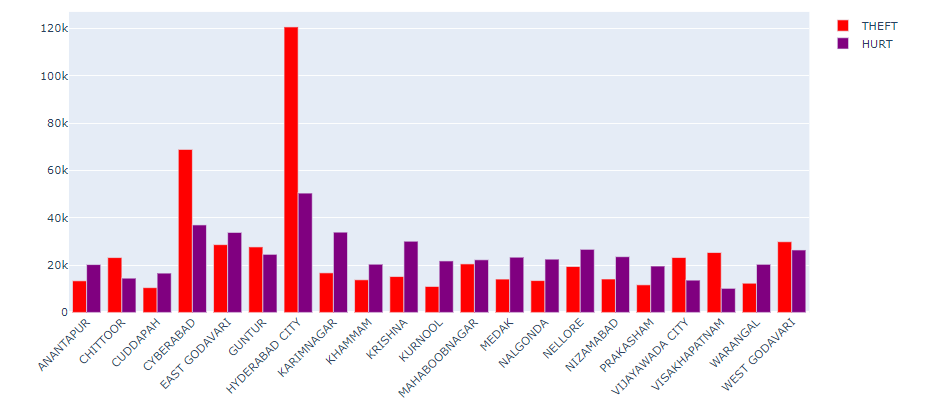 120k
100k
80k
60k
40k
20k
0
THEFT
HURT
ANANTAPUR
CHITTOOR
CUDDAPAH
CYBERABAD
EAST GODAVARI
GUNTUR
HYDERABAD CITY
KARIMNAGAR
KHAMMAM
KRISHNA
KURNOOL
MAHABOOBNAGAR
MEDAK
NALGONDA
NELLORE
NIZAMABAD
PRAKASHAM
VIJAYAWADA CITY
VISAKHAPATNAM
WARANGAL
WEST GODAVARI